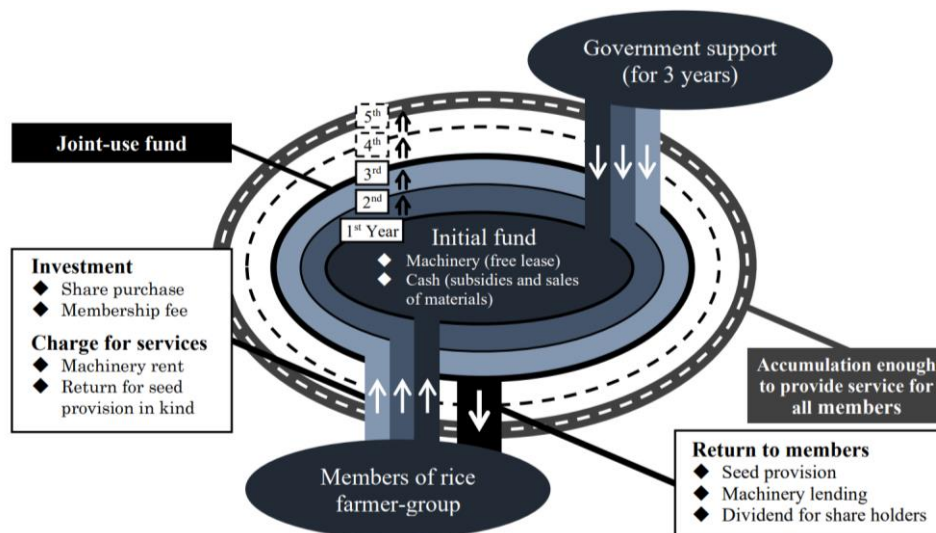 Government support
(for 3 years)
Joint-use fund
5th
4th
3rd
2nd
1st Year
Initial fund
◆ Machinery (free lease)
◆ Cash (subsidies and sales
of materials)
Investment
◆ Share purchase
◆ Membership fee
Charge for services
◆ Machinery rent
◆ Return for seed
provision in kind
Accumulation enough
to provide service for
all members
Members of rice
farmer-group
Return to members
◆ Seed provision
◆ Machinery lending
◆ Dividend for share holders